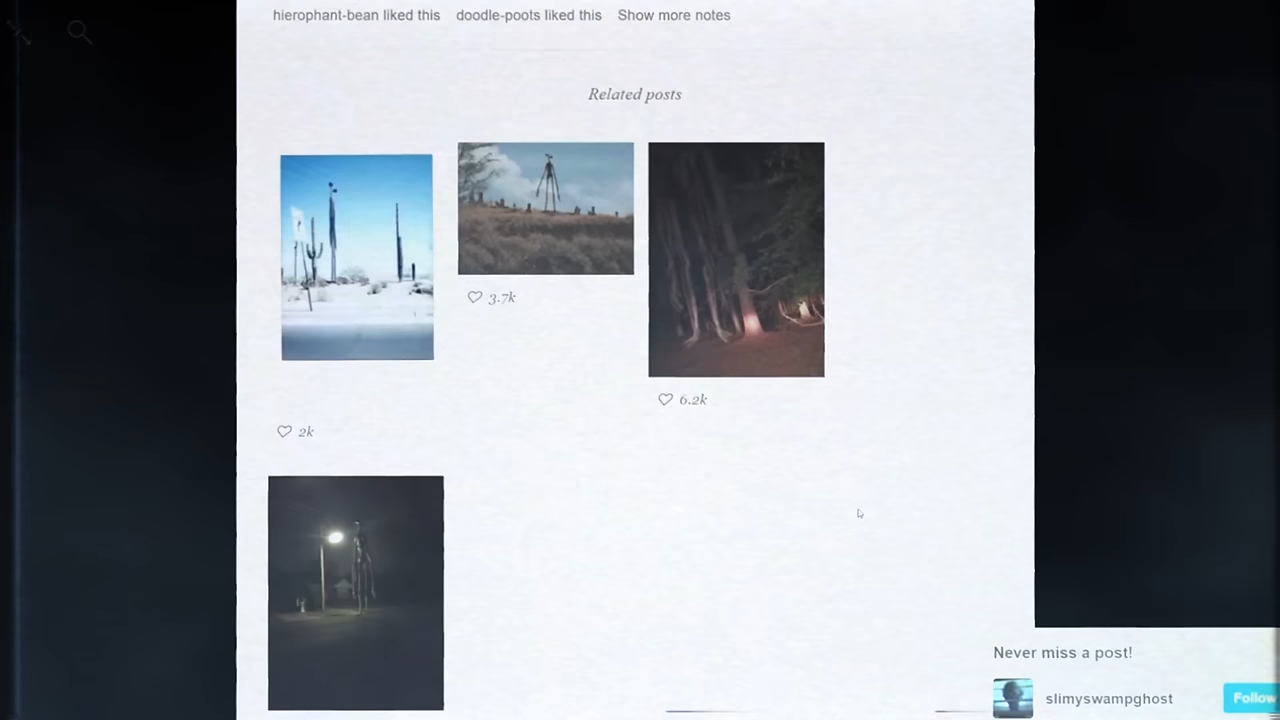 hierophant-bean liked this doodle-poots liked this Show more notes
Related posts
3.7k
6.2k
2k
Never miss a post!
slimyswampghost Follow